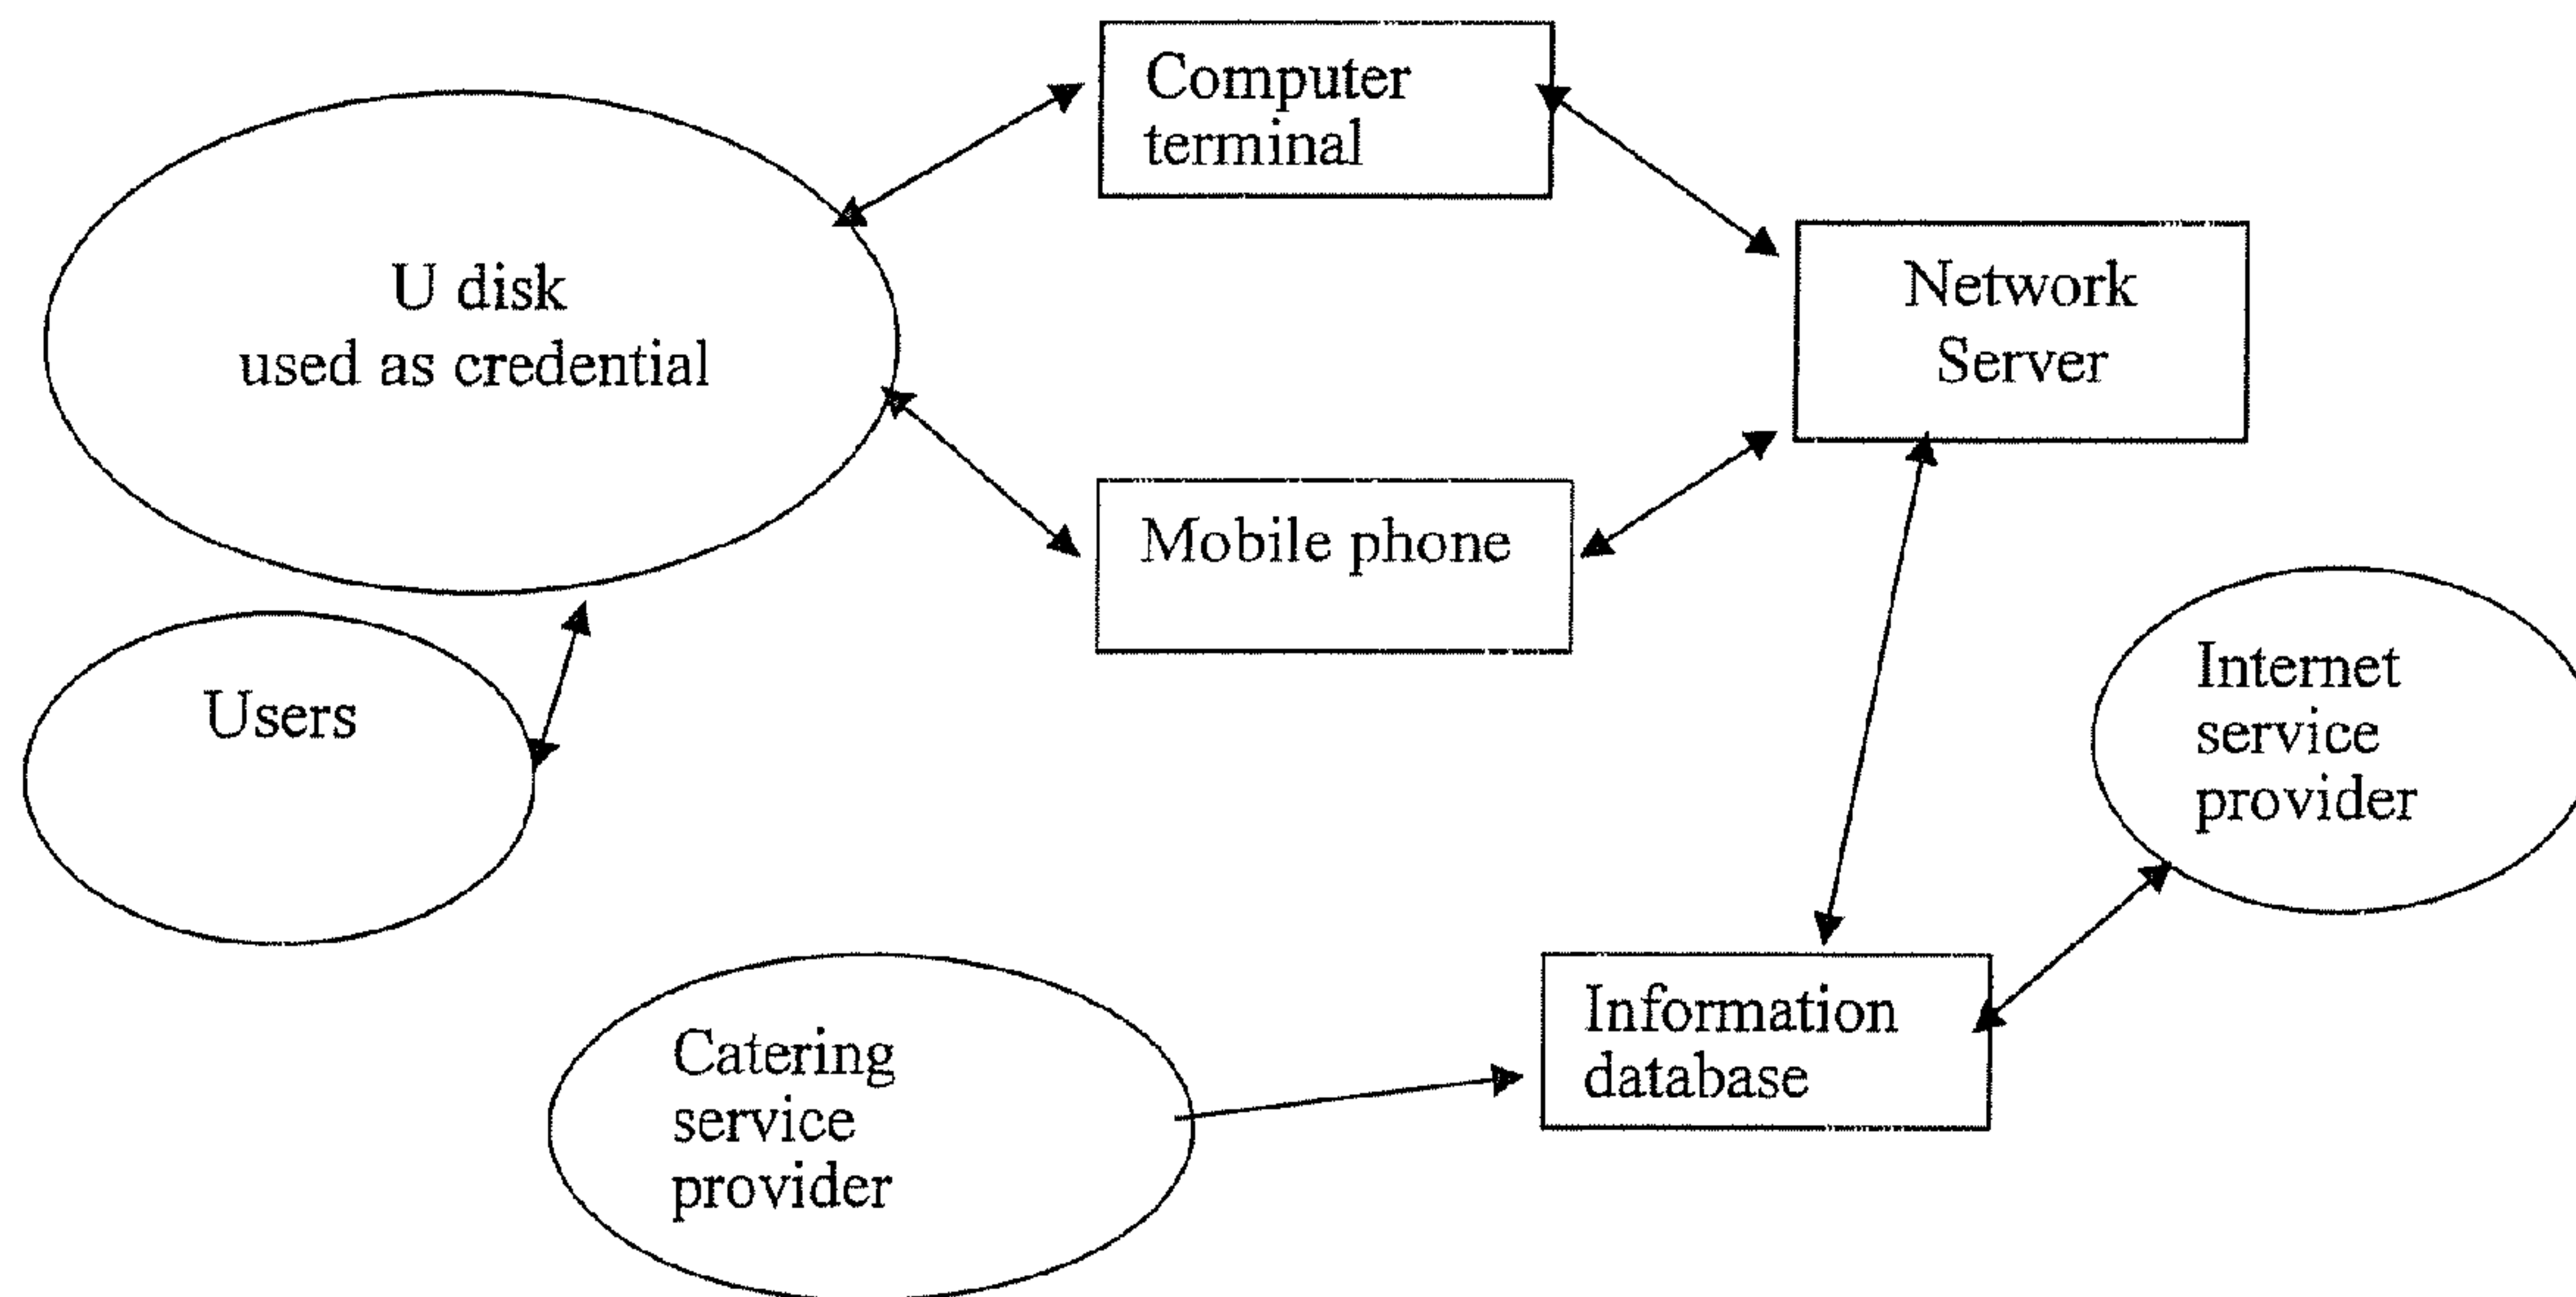 Computer
terminal
U disk
used as credential
Network
Server
Mobile phone
Users
Internet
service
provider
Information
database
Catering
service
provider